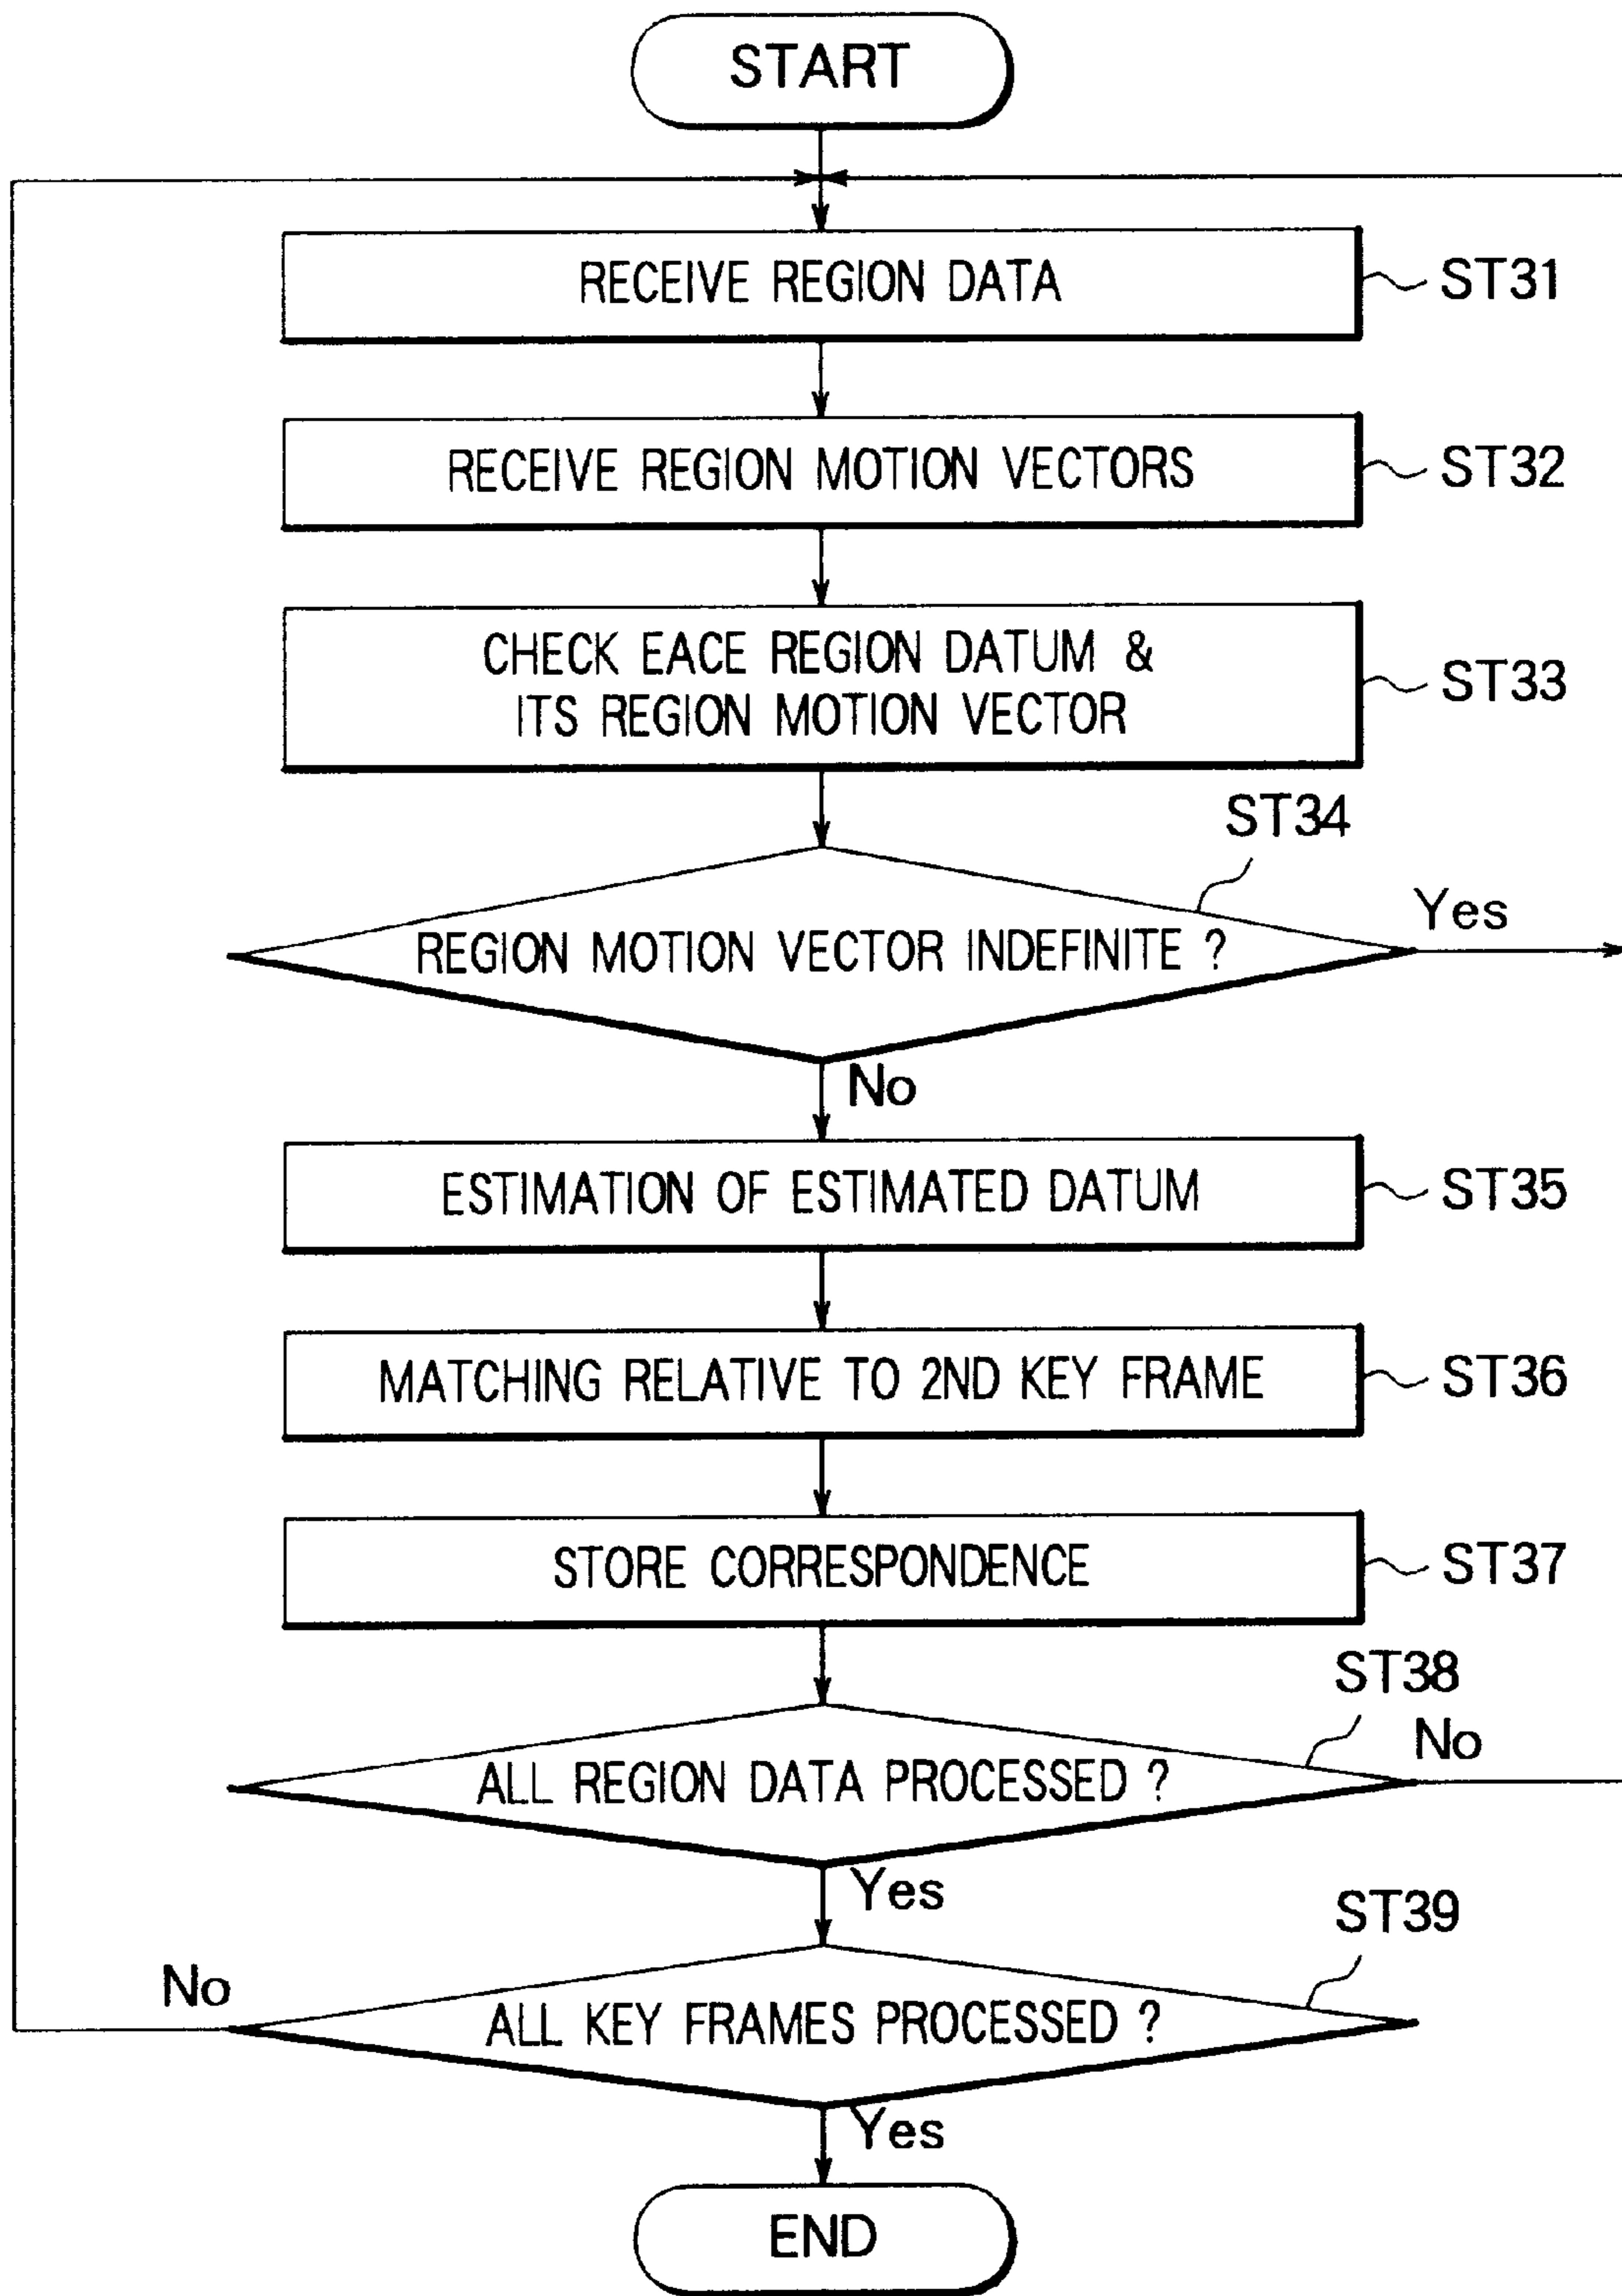 START
RECEIVE REGION DATA
ST31
RECEIVE REGION MOTION VECTORS
ST32
CHECK EACE REGION DATUM &
ITS REGION MOTION VECTOR
ST33
ST34
REGION MOTION VECTOR INDEFINITE ?
Yes
No
ESTIMATION OF ESTIMATED DATUM
ST35
MATCHING RELATIVE TO 2ND KEY FRAME
ST36
STORE CORRESPONDENCE
ST37
ST38
ALL REGION DATA PROCESSED ?
No
Yes
ST39
No
ALL KEY FRAMES PROCESSED ?
Yes
END